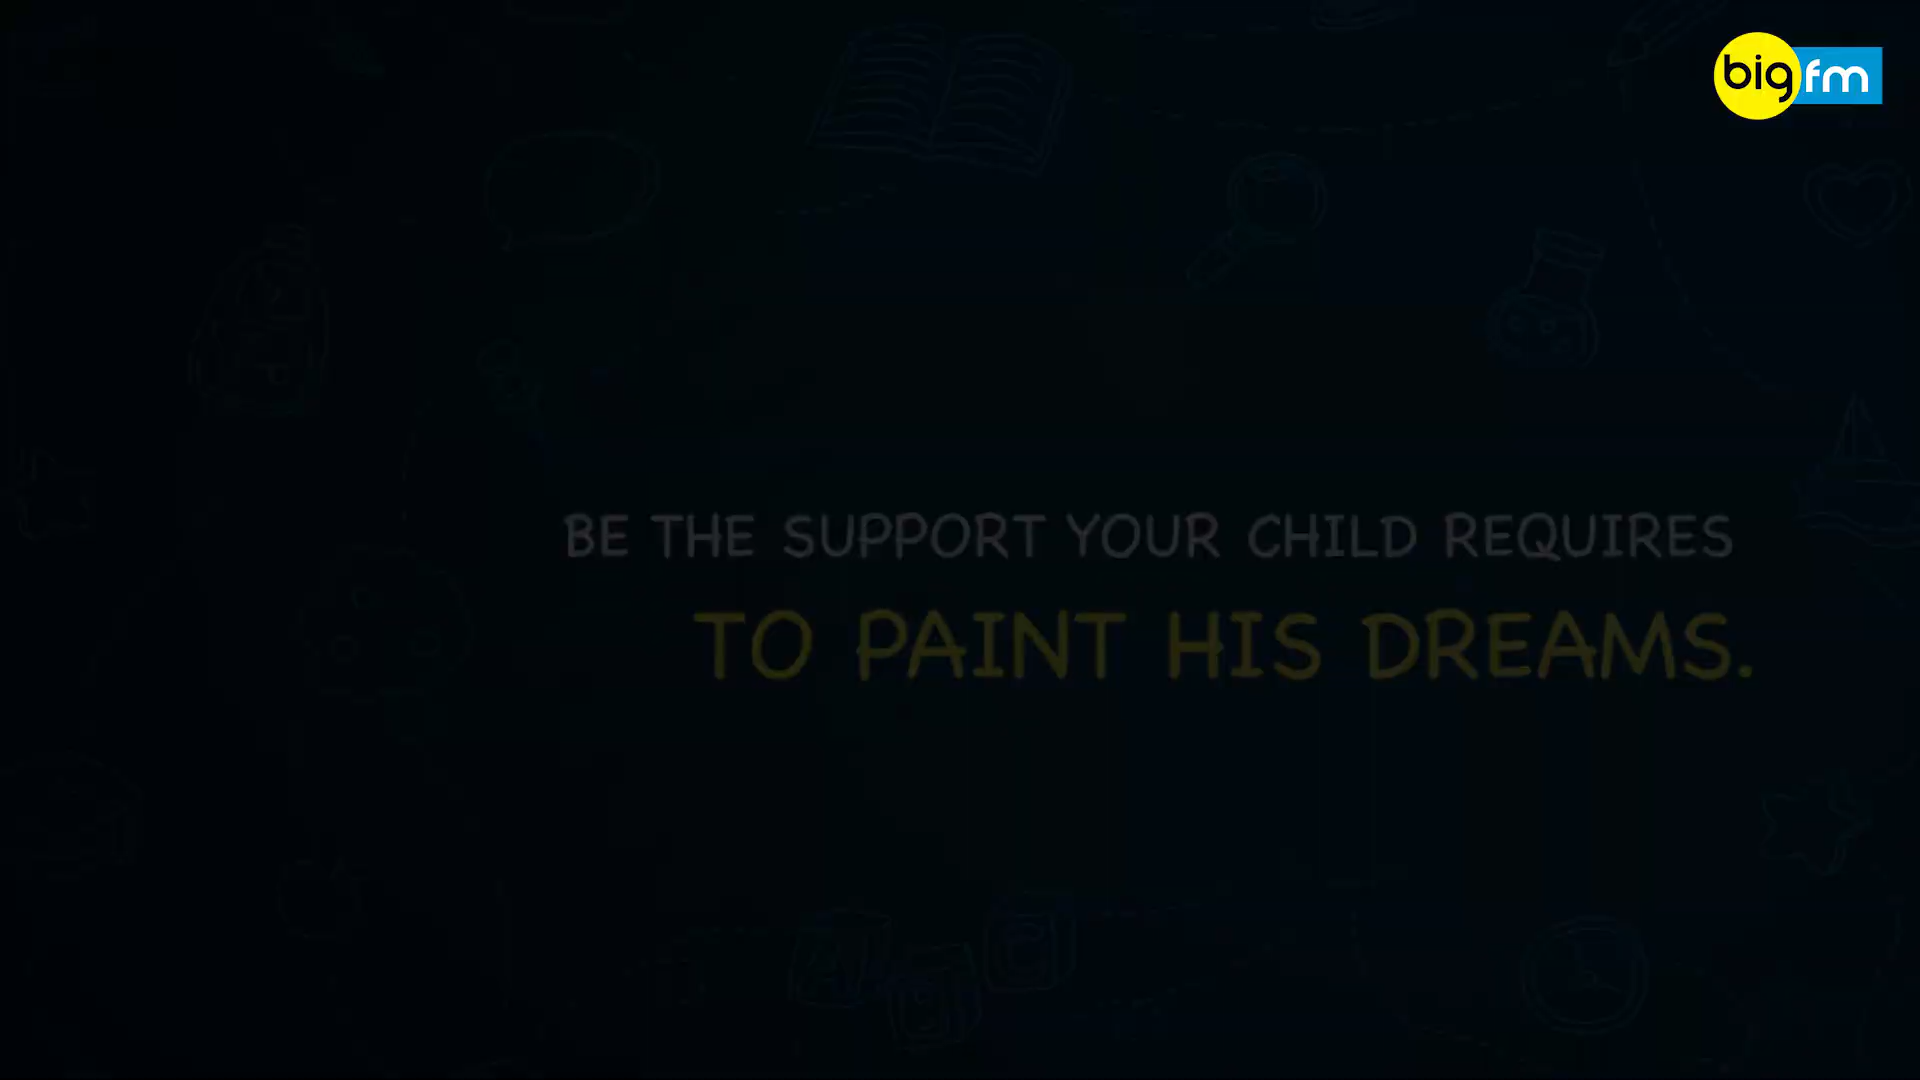 big fm
BE THE SUPPORT YOUR CHILD REQUIRES
TO PAINT HIS DREAMS.